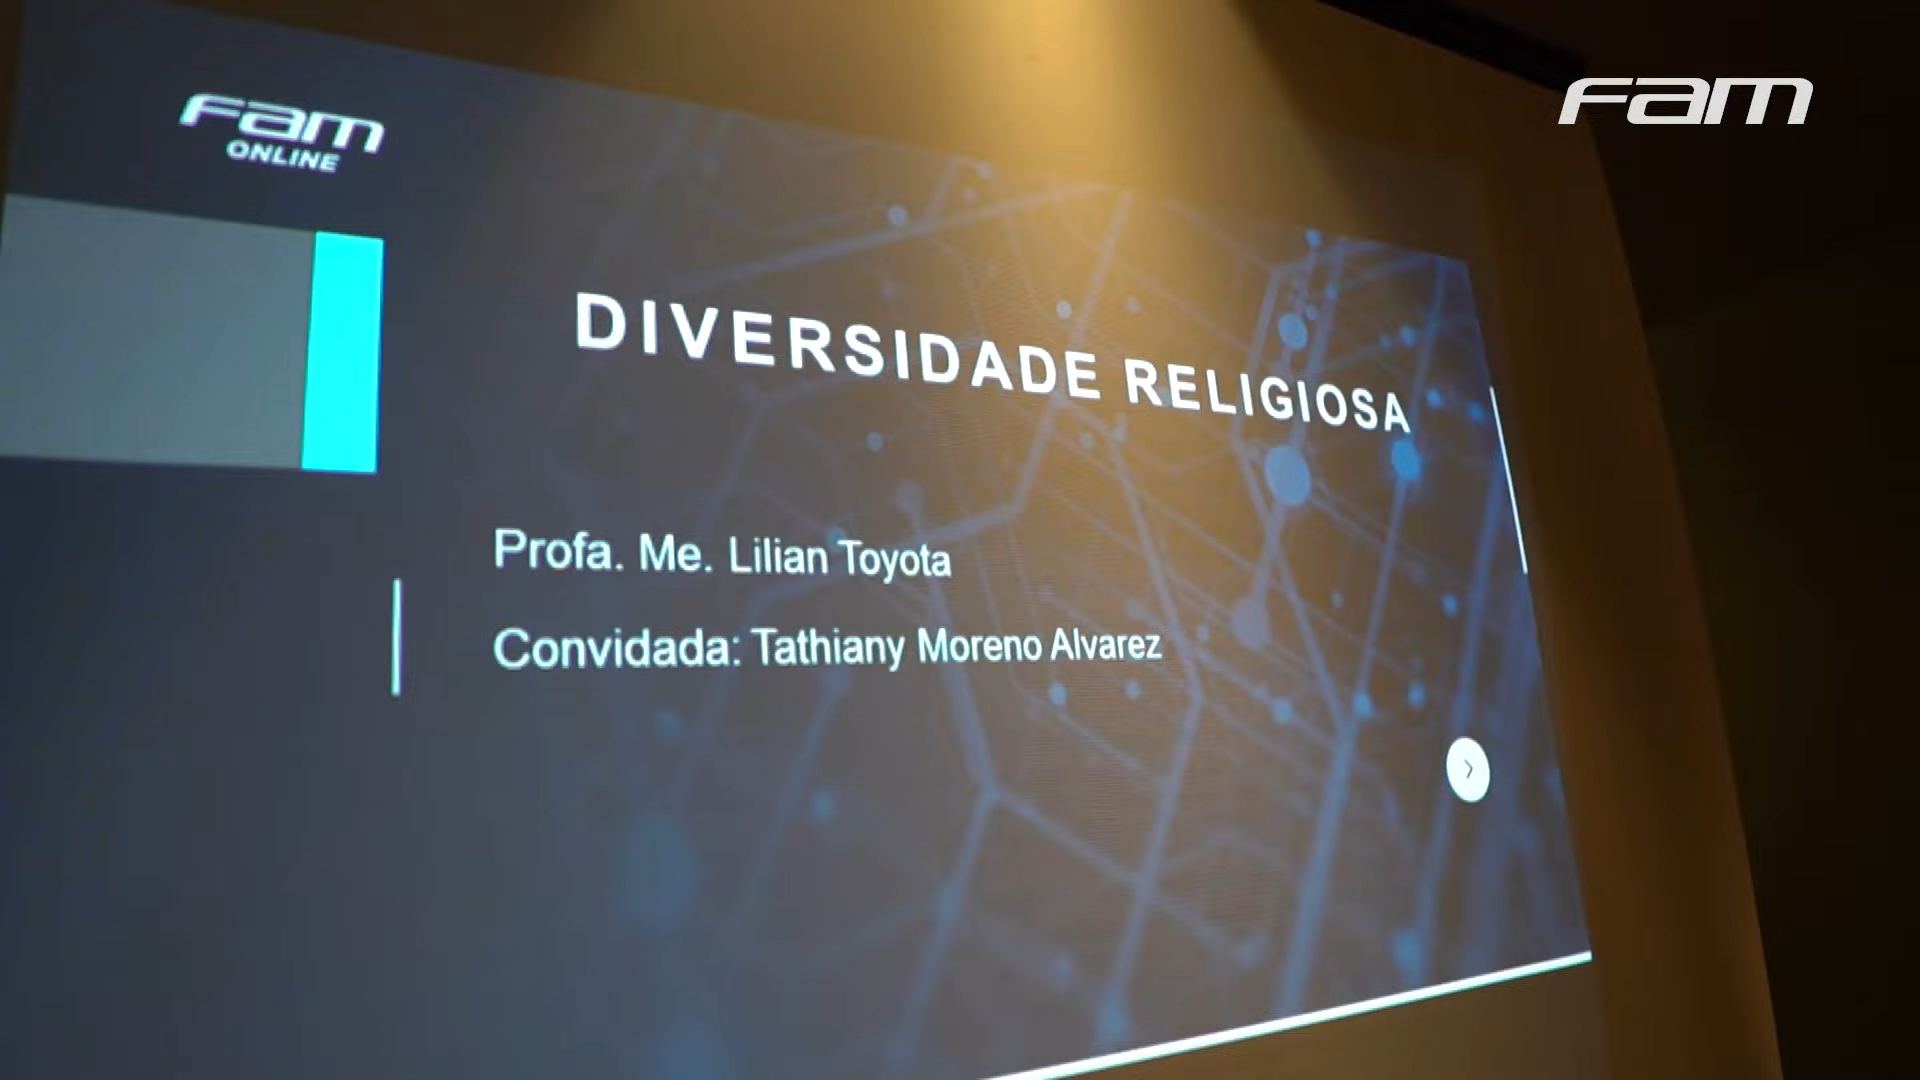 fam
fam
ONLINE
DIVERSIDADE RELIGIOSA
Profa. Me. Lilian Toyota
Convidada: Tathiany Moreno Alvarez